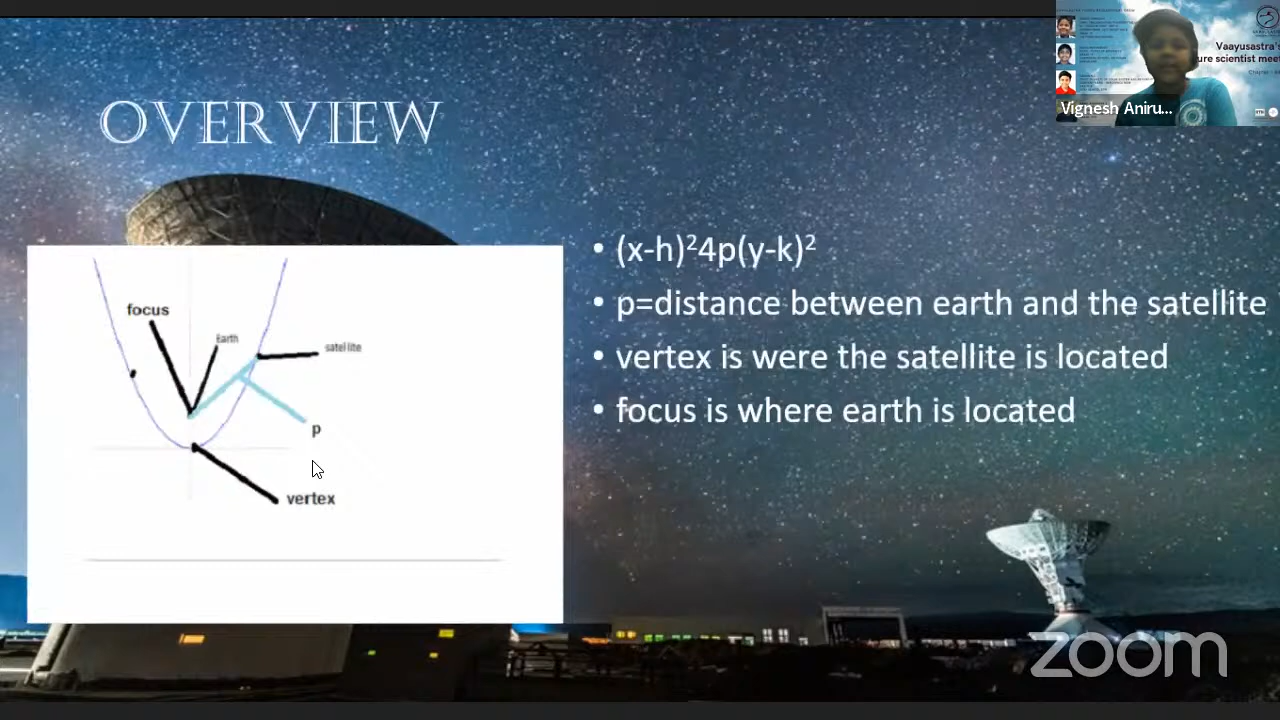 Vaayusastra's
ure scientist meet
Vignesh Aniru...
OVERVIEW
focus
Earth
satellite
p
vertex
• (x-h)²4p(y-k)²
• p=distance between earth and the satellite
• vertex is were the satellite is located
• focus is where earth is located
zoom